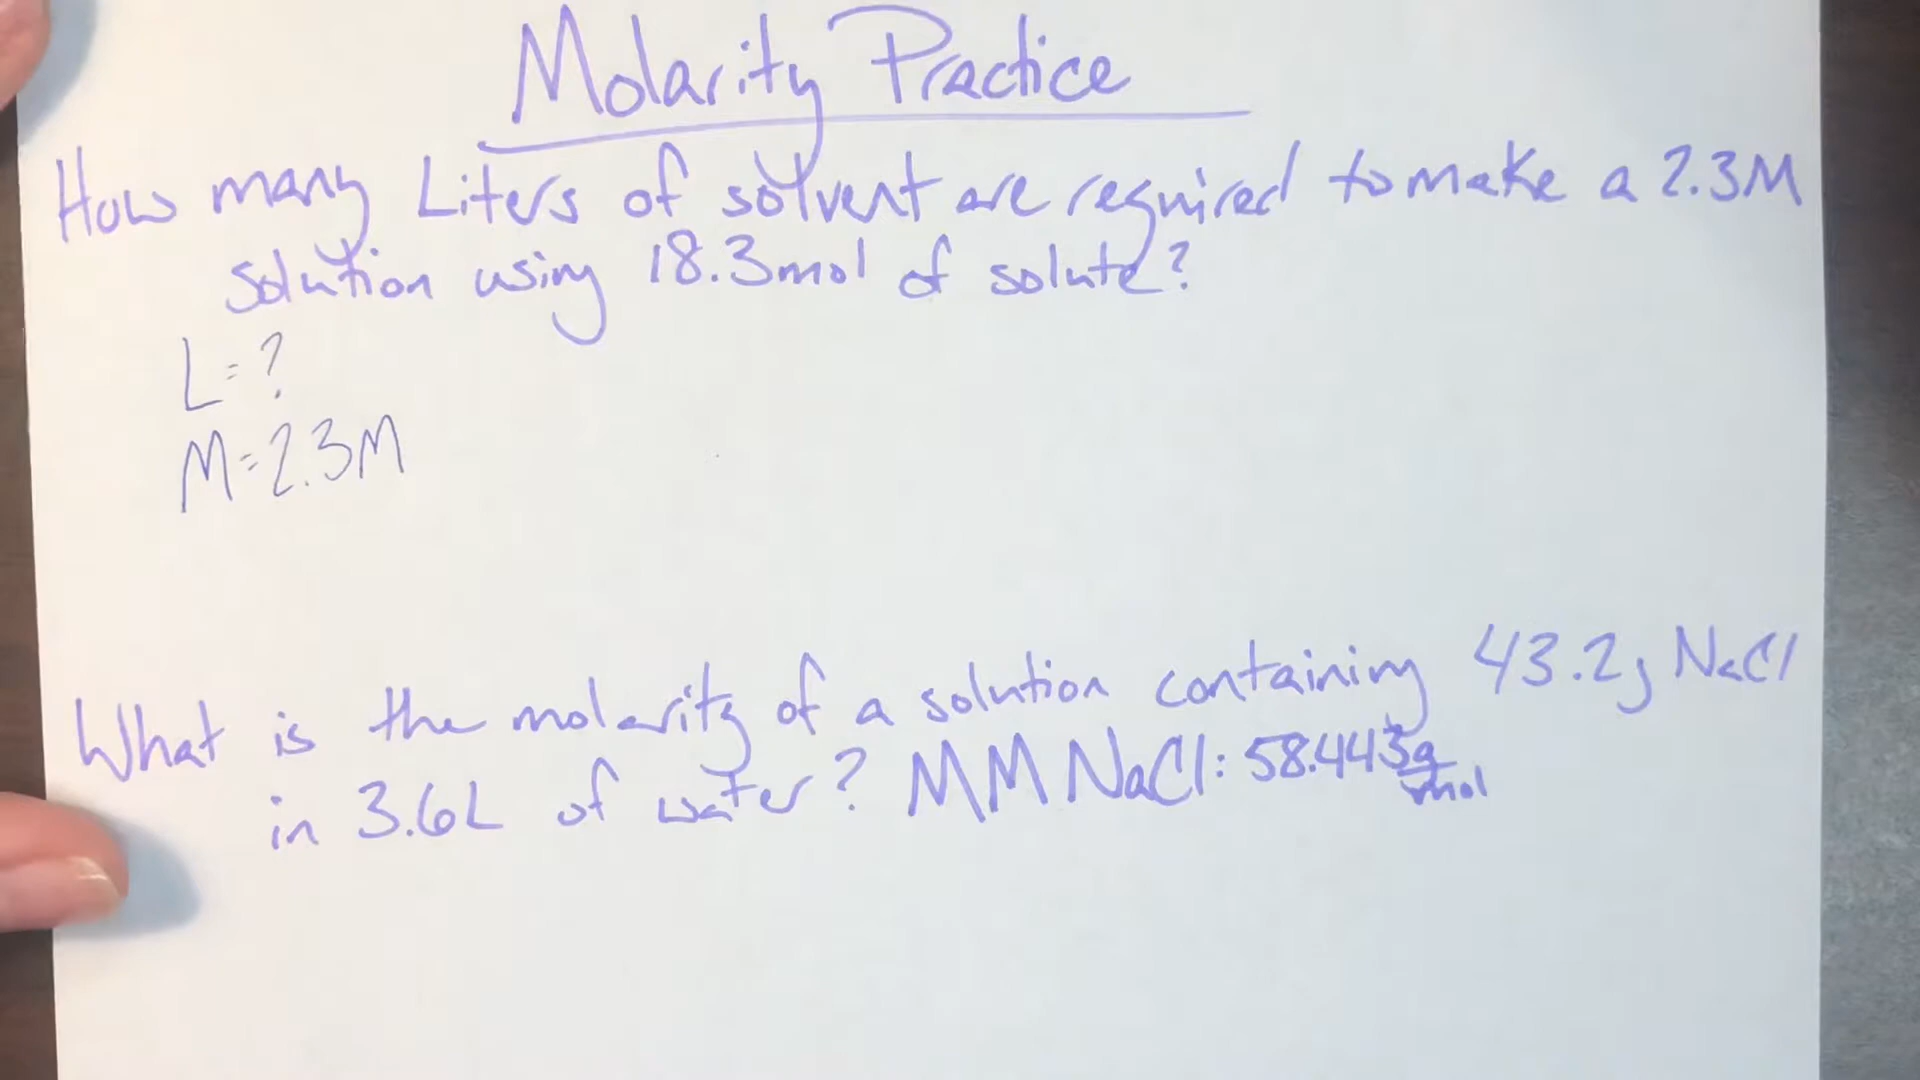 Molarity Practice
How many Liters of solvent are required to make a 2.3M
solution using 18.3mol of solute?
L=?
M=2.3M
What is the molarity of a solution containing 43.2g NaCl
in 3.6L of water? MM NaCl: 58.443g/mol